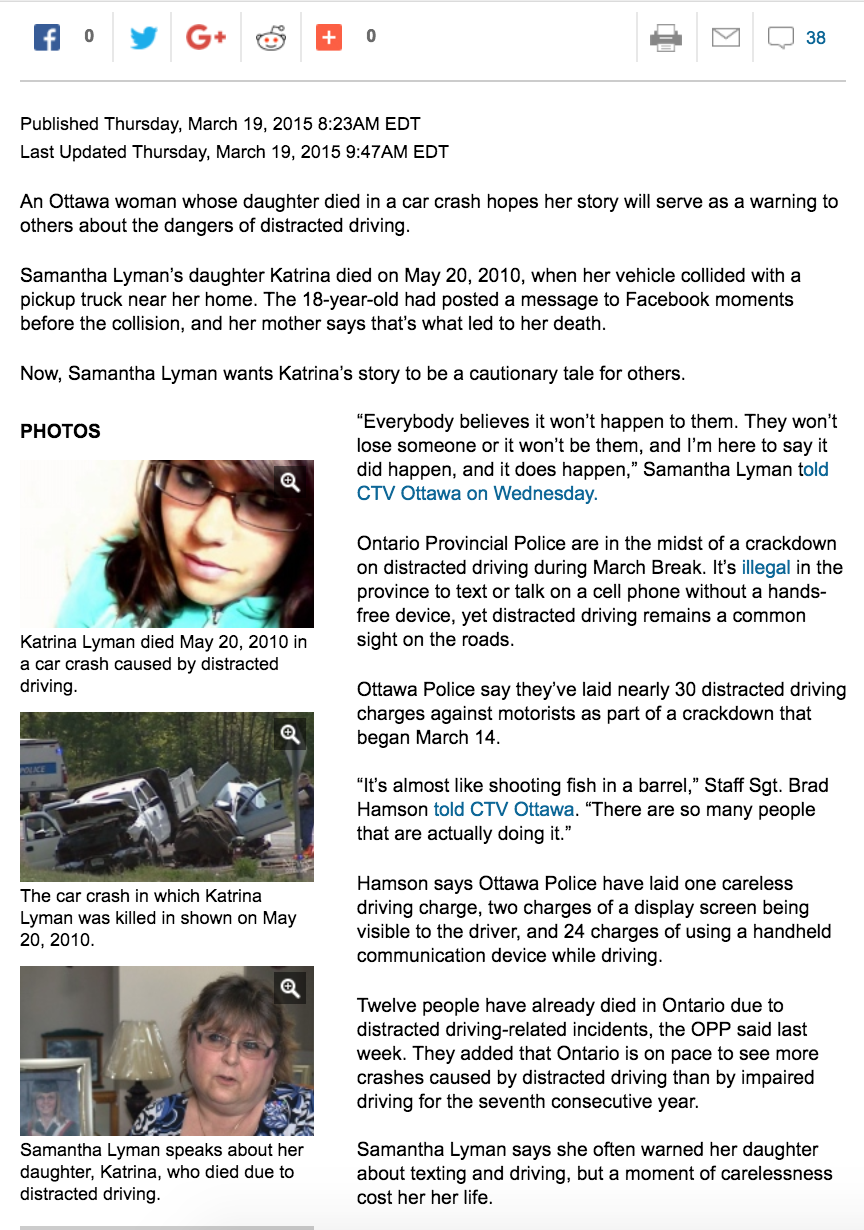 0
0
38
Published Thursday, March 19, 2015 8:23AM EDT
Last Updated Thursday, March 19, 2015 9:47AM EDT
An Ottawa woman whose daughter died in a car crash hopes her story will serve as a warning to
others about the dangers of distracted driving.
Samantha Lyman’s daughter Katrina died on May 20, 2010, when her vehicle collided with a
pickup truck near her home. The 18-year-old had posted a message to Facebook moments
before the collision, and her mother says that’s what led to her death.
Now, Samantha Lyman wants Katrina’s story to be a cautionary tale for others.
PHOTOS
Katrina Lyman died May 20, 2010 in
a car crash caused by distracted
driving.
POLICE
The car crash in which Katrina
Lyman was killed in shown on May
20, 2010.
Samantha Lyman speaks about her
daughter, Katrina, who died due to
distracted driving.
“Everybody believes it won’t happen to them. They won’t
lose someone or it won’t be them, and I’m here to say it
did happen, and it does happen,” Samantha Lyman told
CTV Ottawa on Wednesday.
Ontario Provincial Police are in the midst of a crackdown
on distracted driving during March Break. It’s illegal in the
province to text or talk on a cell phone without a hands-
free device, yet distracted driving remains a common
sight on the roads.
Ottawa Police say they’ve laid nearly 30 distracted driving
charges against motorists as part of a crackdown that
began March 14.
“It’s almost like shooting fish in a barrel,” Staff Sgt. Brad
Hamson told CTV Ottawa. “There are so many people
that are actually doing it.”
Hamson says Ottawa Police have laid one careless
driving charge, two charges of a display screen being
visible to the driver, and 24 charges of using a handheld
communication device while driving.
Twelve people have already died in Ontario due to
distracted driving-related incidents, the OPP said last
week. They added that Ontario is on pace to see more
crashes caused by distracted driving than by impaired
driving for the seventh consecutive year.
Samantha Lyman says she often warned her daughter
about texting and driving, but a moment of carelessness
cost her her life.